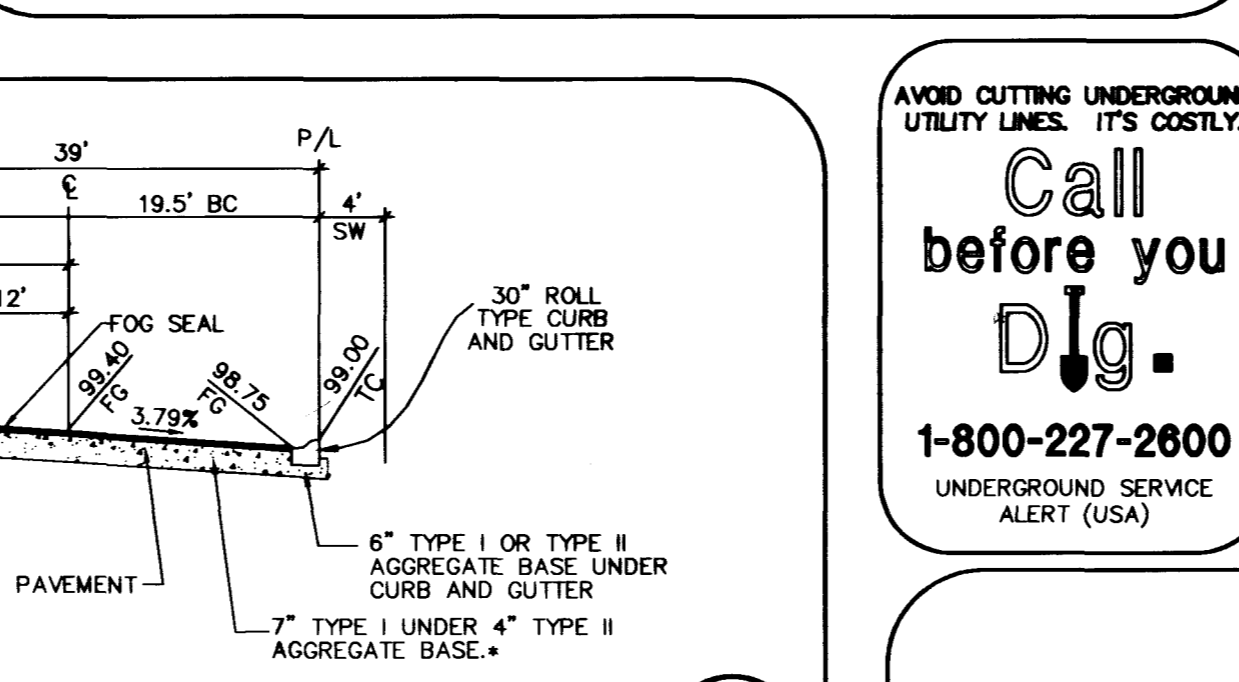 P/L
39'
℄
19.5' BC
4'
SW
12'
FOG SEAL
99.40
FG
3.79%
98.75
FG
99.00
TC
30" ROLL
TYPE CURB
AND GUTTER
6" TYPE I OR TYPE II
AGGREGATE BASE UNDER
CURB AND GUTTER
PAVEMENT
7" TYPE I UNDER 4" TYPE II
AGGREGATE BASE.*
AVOID CUTTING UNDERGROUN
UTILITY LINES. IT'S COSTLY.
Call
before you
Dig.
1-800-227-2600
UNDERGROUND SERVICE
ALERT (USA)